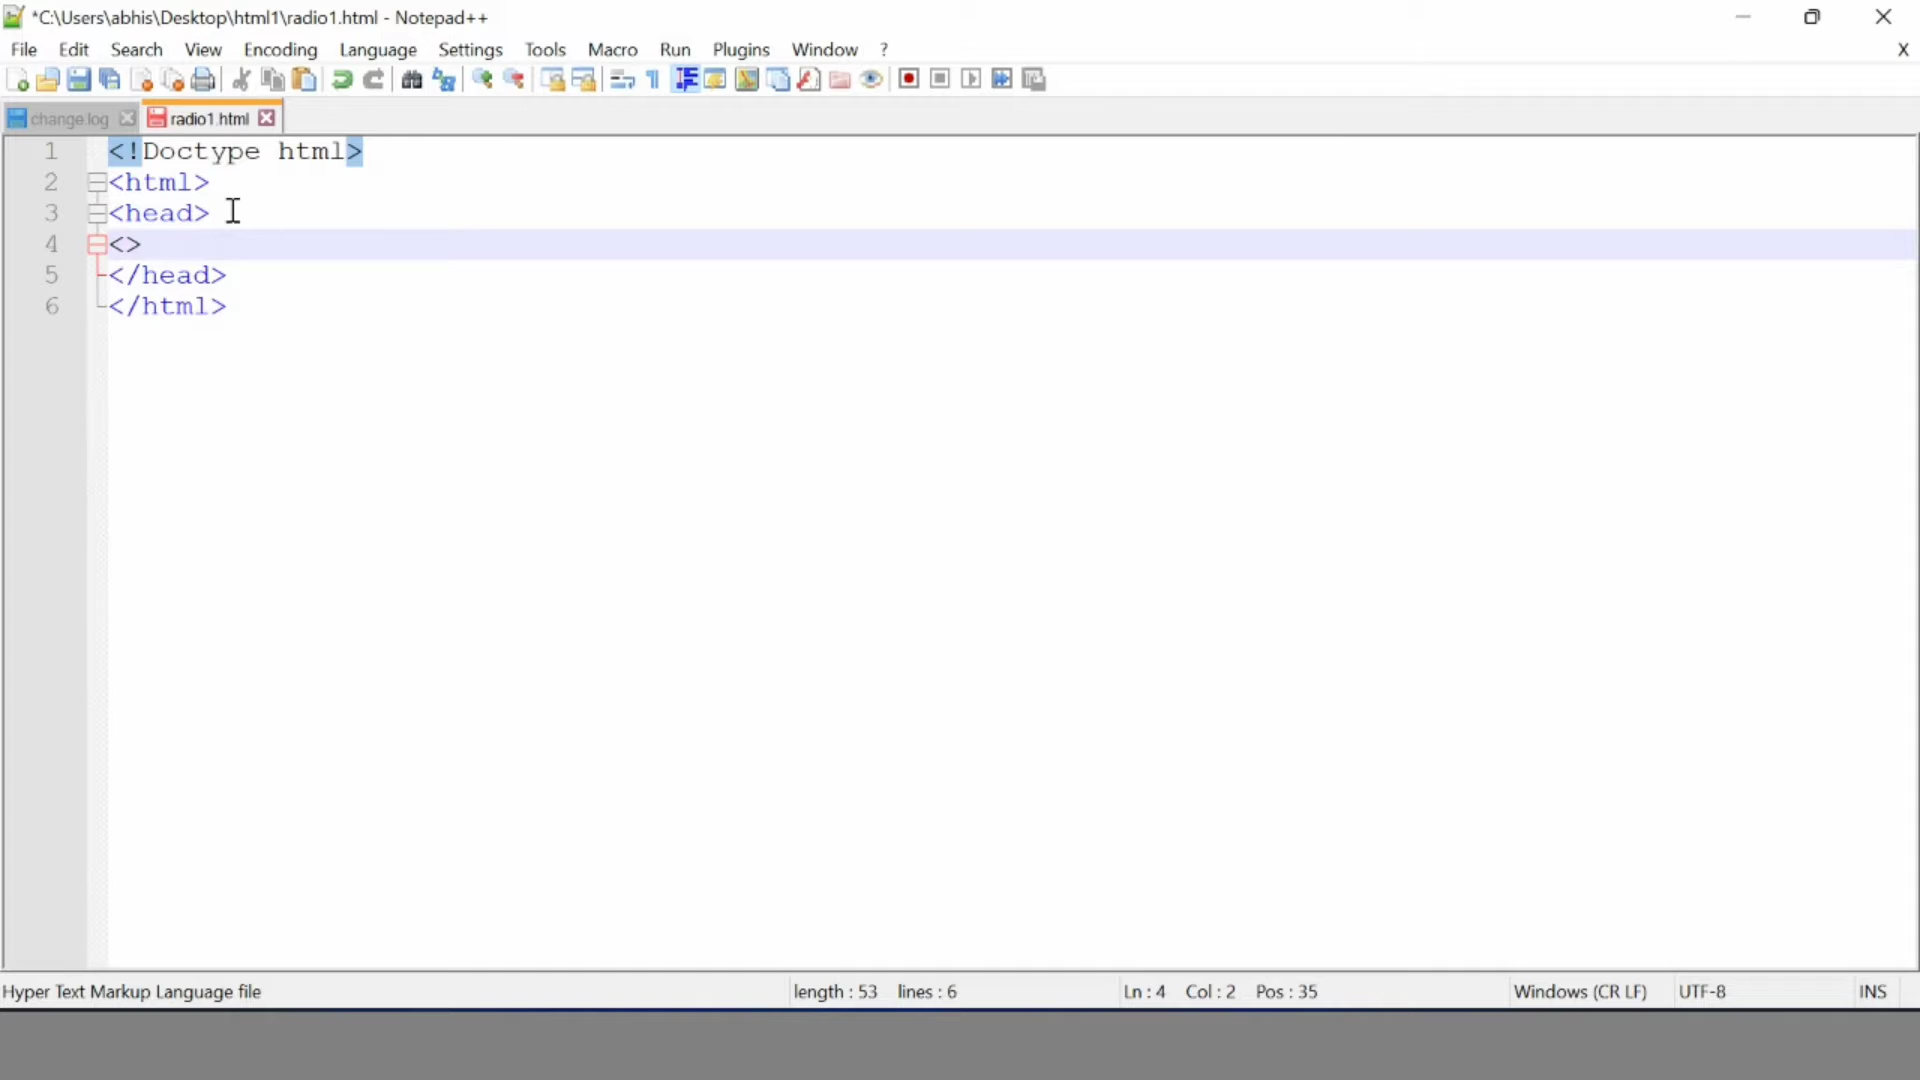 *C:\Users\abhis\Desktop\html1\radio1.html - Notepad++
File Edit Search View Encoding Language Settings Tools Macro Run Plugins Window ? X
change.log radio1.html
1 <!Doctype html>
2 <html>
3 <head>
4 <>
5 </head>
6 </html>
Hyper Text Markup Language file length : 53 lines : 6 Ln : 4 Col : 2 Pos : 35 Windows (CR LF) UTF-8 INS